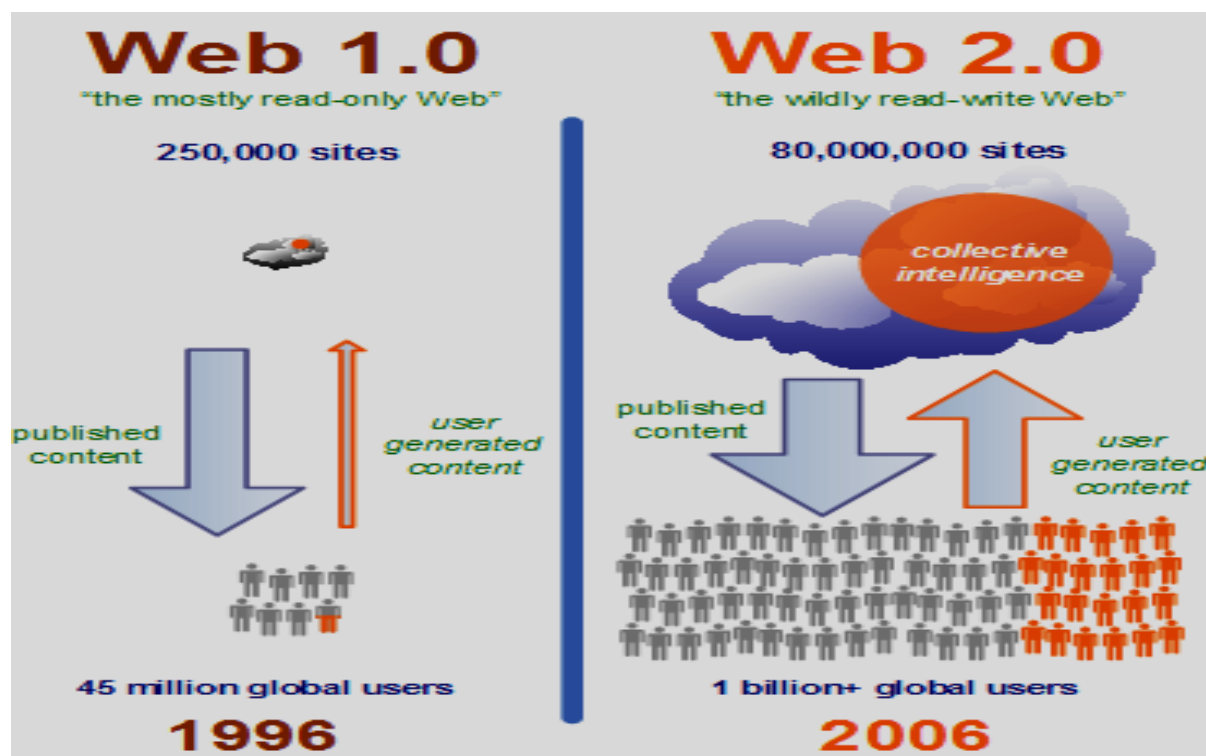 Web 1.0
"the mostly read-only Web"
250,000 sites
published
content
user
generated
content
45 million global users
1996
Web 2.0
"the wildly read-write Web"
80,000,000 sites
collective
intelligence
published
content
user
generated
content
1 billion+ global users
2006